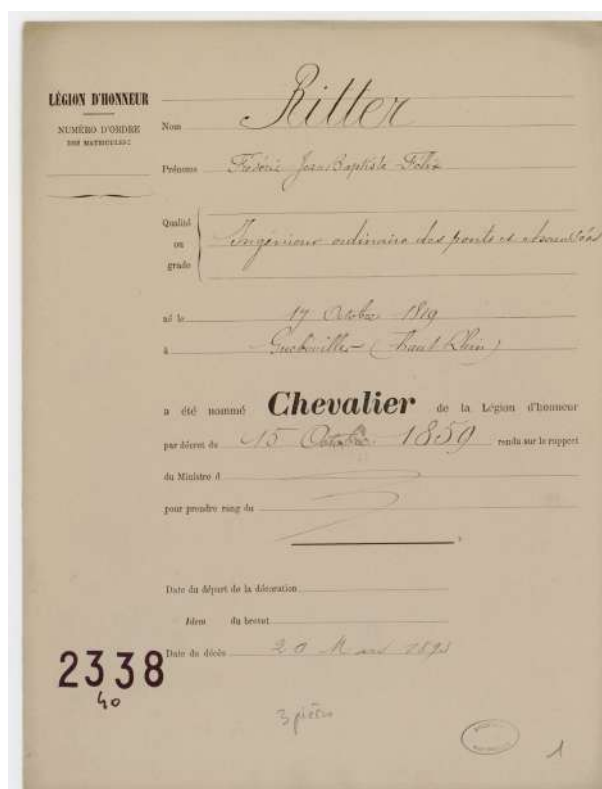 LÉGION D'HONNEUR
NUMÉRO D'ORDRE
DES MATRICULES
Nom Ritter
Prénoms Frédéric Jean Baptiste Félix
Qualité
ou
grade
Ingénieur ordinaire des ponts et chaussées
né le 17 Octobre 1819
à Guebwiller (haut Rhin)
a été nommé Chevalier de la Légion d'honneur
par décret du 15 Octobre 1859 rendu sur le rapport
du Ministre d
pour prendre rang du
Date du départ de la décoration
Idem du brevet
Date du décès 20 Mars 1893
2338
40
3 pièces
1